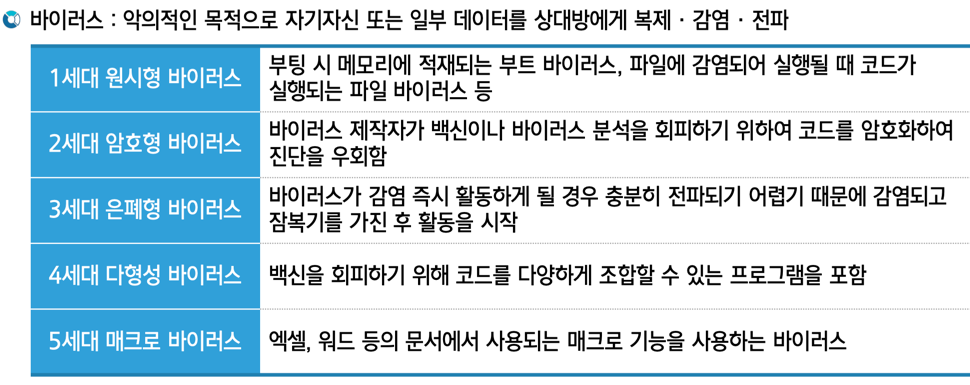 바이러스 : 악의적인 목적으로 자기자신 또는 일부 데이터를 상대방에게 복제 · 감염 · 전파
1세대 원시형 바이러스
부팅 시 메모리에 적재되는 부트 바이러스, 파일에 감염되어 실행될 때 코드가
실행되는 파일 바이러스 등
2세대 암호형 바이러스
바이러스 제작자가 백신이나 바이러스 분석을 회피하기 위하여 코드를 암호화하여
진단을 우회함
3세대 은폐형 바이러스
바이러스가 감염 즉시 활동하게 될 경우 충분히 전파되기 어렵기 때문에 감염되고
잠복기를 가진 후 활동을 시작
4세대 다형성 바이러스
백신을 회피하기 위해 코드를 다양하게 조합할 수 있는 프로그램을 포함
5세대 매크로 바이러스
엑셀, 워드 등의 문서에서 사용되는 매크로 기능을 사용하는 바이러스